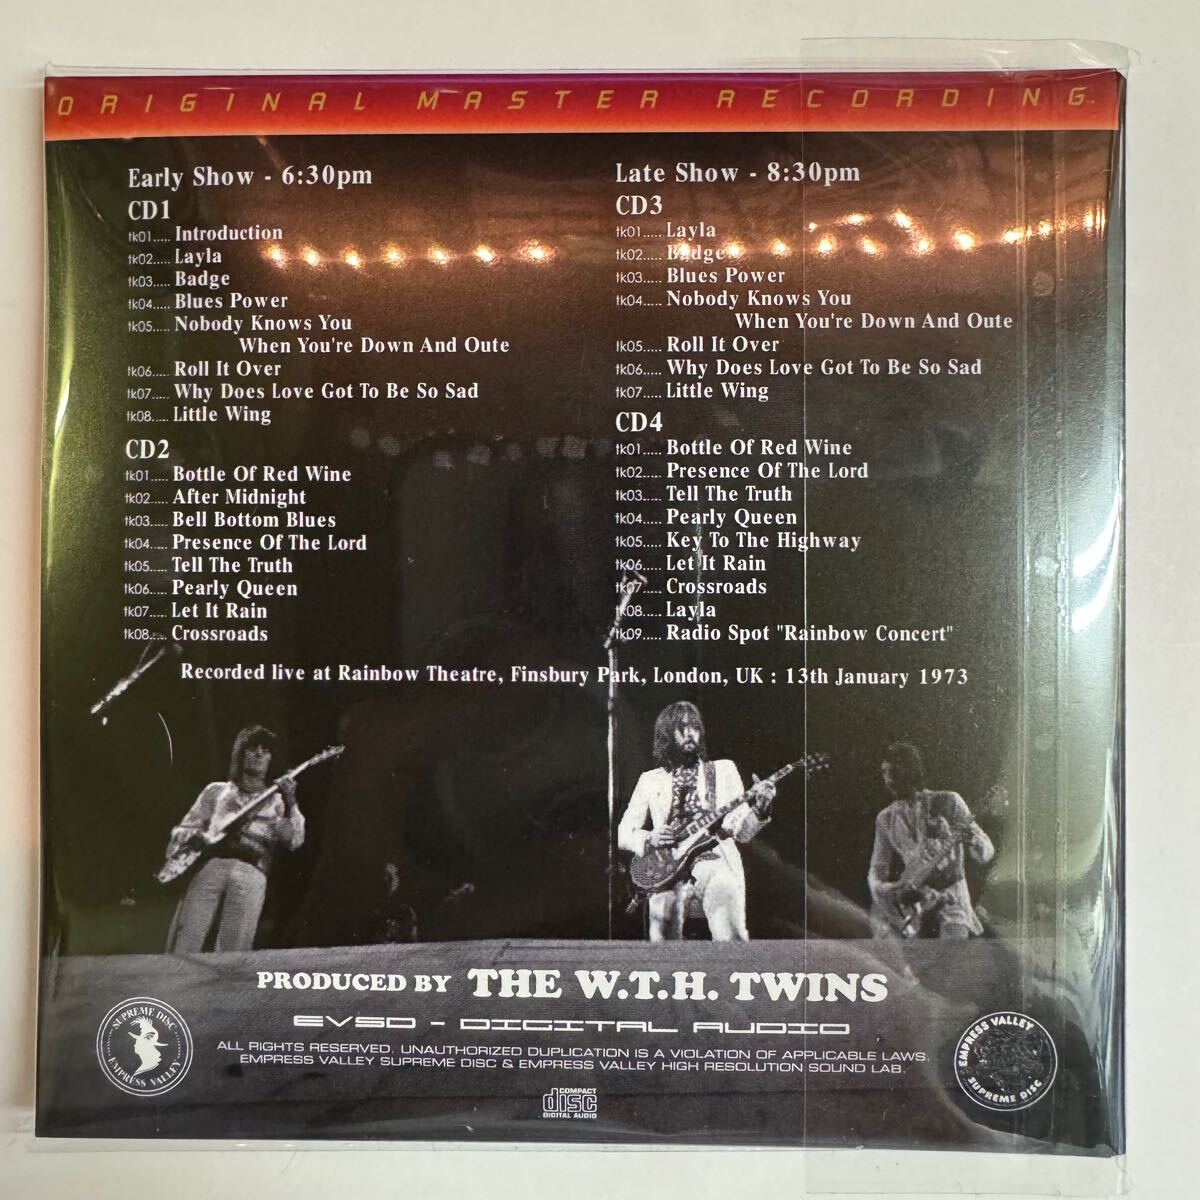 ORIGINAL MASTER RECORDING™
Early Show - 6:30pm
CD1
tk01..... Introduction
tk02..... Layla
tk03..... Badge
tk04..... Blues Power
tk05..... Nobody Knows You
When You're Down And Oute
tk06..... Roll It Over
tk07..... Why Does Love Got To Be So Sad
tk08..... Little Wing
CD2
tk01..... Bottle Of Red Wine
tk02..... After Midnight
tk03..... Bell Bottom Blues
tk04..... Presence Of The Lord
tk05..... Tell The Truth
tk06..... Pearly Queen
tk07..... Let It Rain
tk08..... Crossroads
Late Show - 8:30pm
CD3
tk01..... Layla
tk02..... Badge
tk03..... Blues Power
tk04..... Nobody Knows You
When You're Down And Oute
tk05..... Roll It Over
tk06..... Why Does Love Got To Be So Sad
tk07..... Little Wing
CD4
tk01..... Bottle Of Red Wine
tk02..... Presence Of The Lord
tk03..... Tell The Truth
tk04..... Pearly Queen
tk05..... Key To The Highway
tk06..... Let It Rain
tk07..... Crossroads
tk08..... Layla
tk09..... Radio Spot "Rainbow Concert"
Recorded live at Rainbow Theatre, Finsbury Park, London, UK : 13th January 1973
PRODUCED BY THE W.T.H. TWINS
EVSD - DIGITAL AUDIO
ALL RIGHTS RESERVED. UNAUTHORIZED DUPLICATION IS A VIOLATION OF APPLICABLE LAWS.
EMPRESS VALLEY SUPREME DISC & EMPRESS VALLEY HIGH RESOLUTION SOUND LAB.
SUPREME DISC
EMPRESS VALLEY
EMPRESS VALLEY
SUPREME DISC
COMPACT
disc
DIGITAL AUDIO